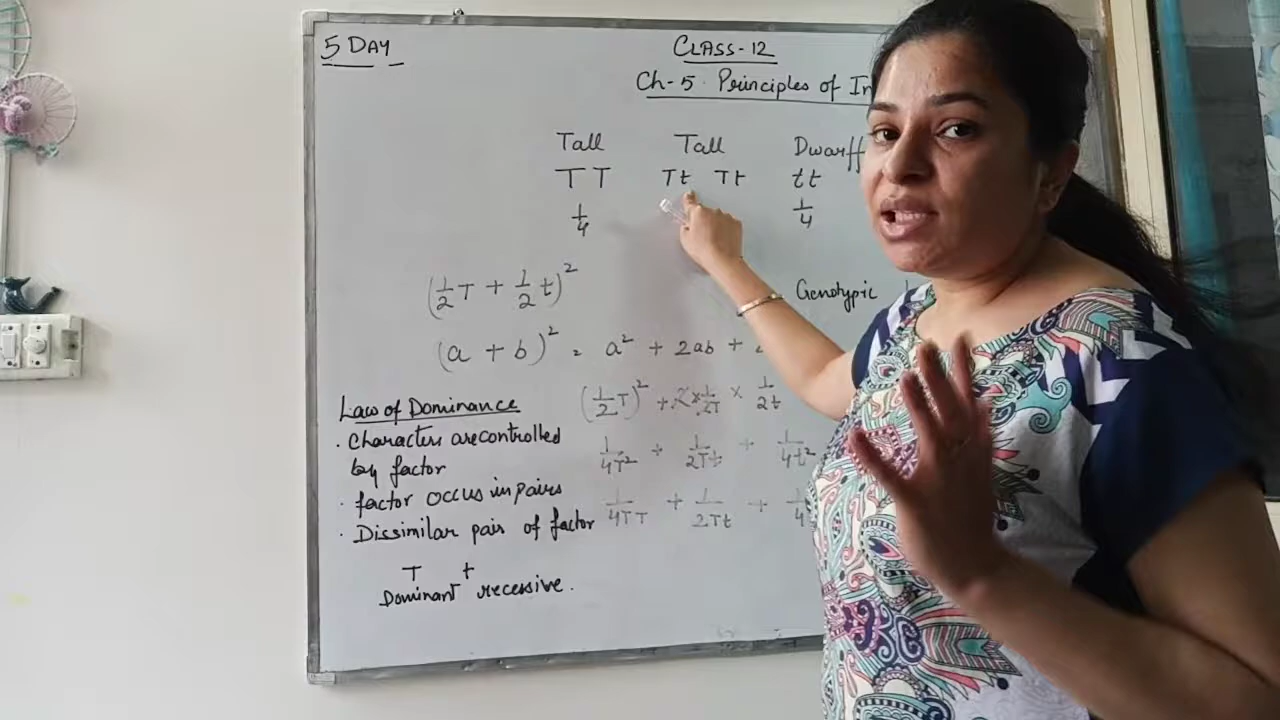 5 DAY
CLASS-12
Ch-5. Principles of In
Tall Tall Dwarff
TT Tt Tt tt
1/4 1/4
(1/2 T + 1/2 t)²
Genotypic
(a + b)² = a² + 2ab +
Law of Dominance
(1/2 T)² + 2 × 1/2T × 1/2t
. Characters are controlled
by factor
1/4T² + 1/2Tt + 1/4t²
. factor occus in pairs
1/4TT + 1/2Tt + 1/4
. Dissimilar pair of factor
T t
Dominant recessive.